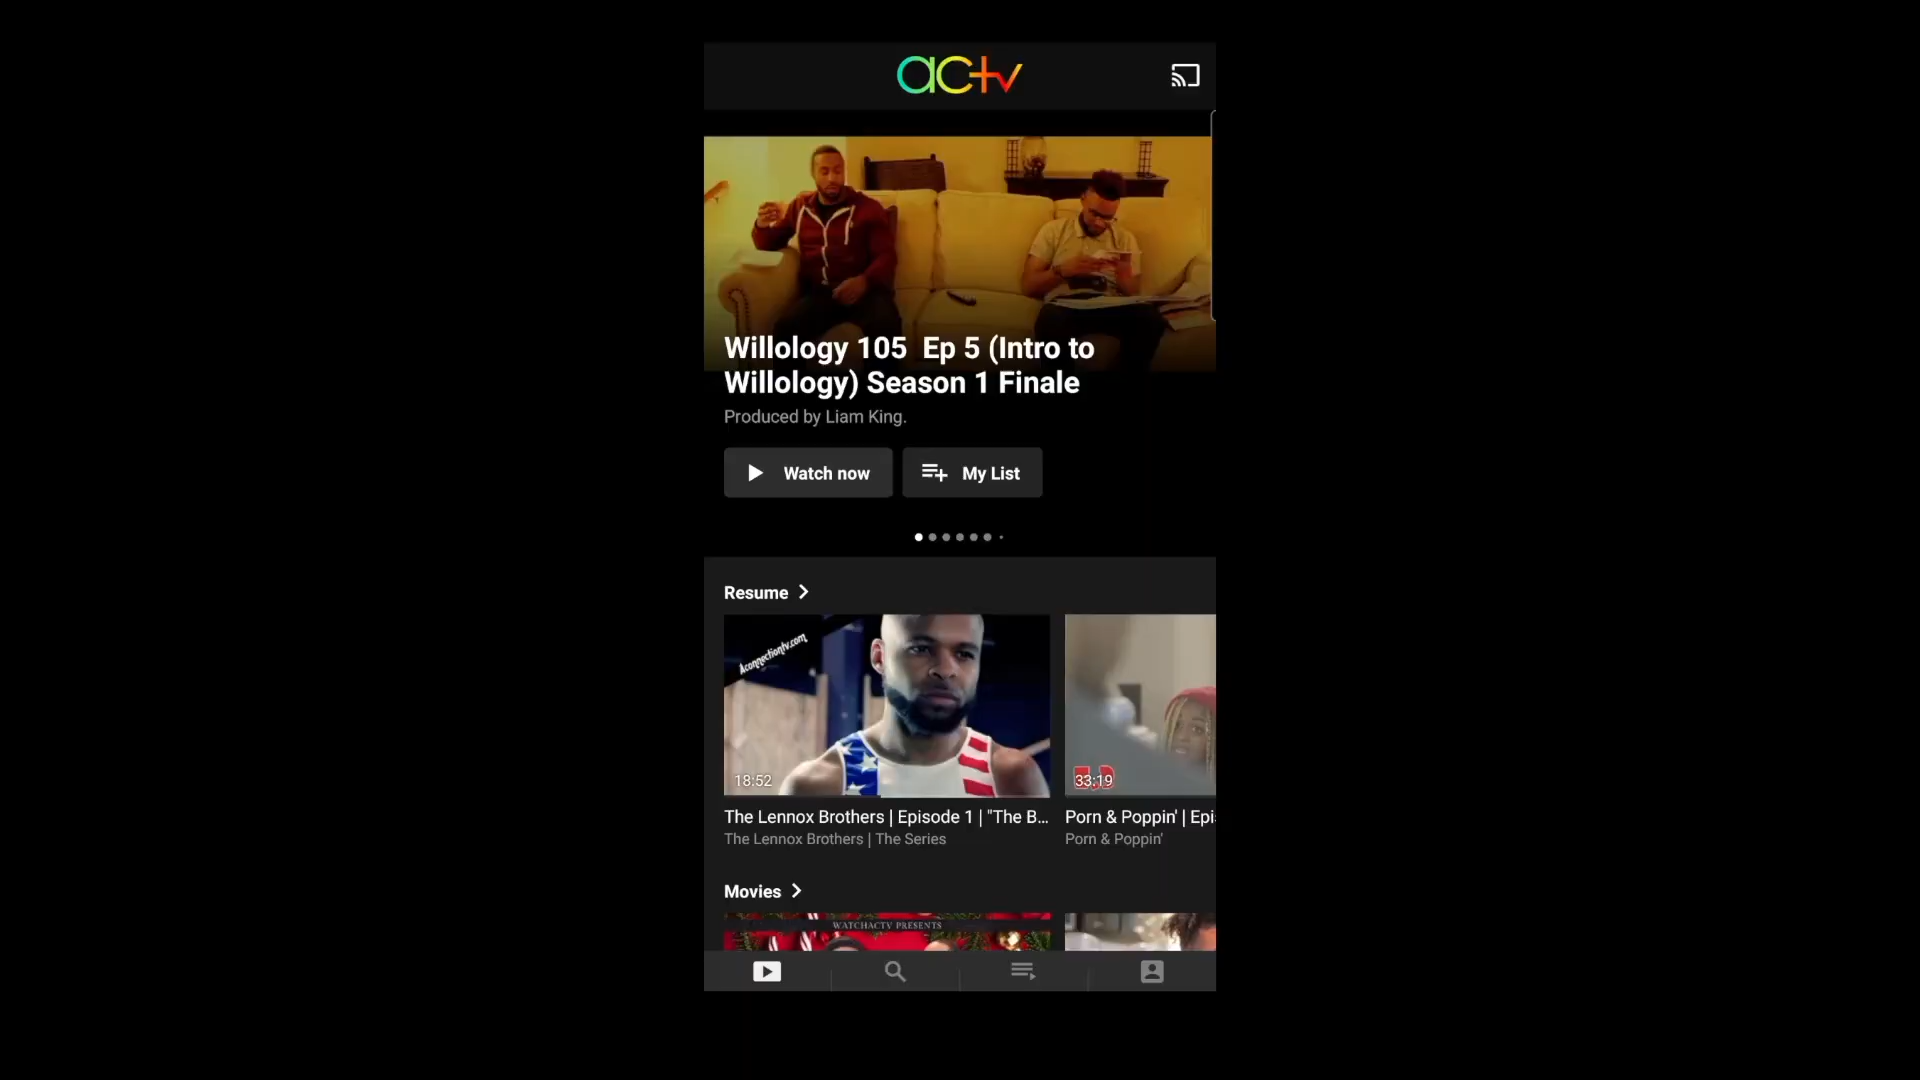 actv
Willology 105 Ep 5 (Intro to
Willology) Season 1 Finale
Produced by Liam King.
Watch now
My List
Resume
Aconnectiontv.com
18:52
33:19
The Lennox Brothers | Episode 1 | "The B...
Porn & Poppin' | Epi
The Lennox Brothers | The Series
Porn & Poppin'
Movies
WATCHACTV PRESENTS